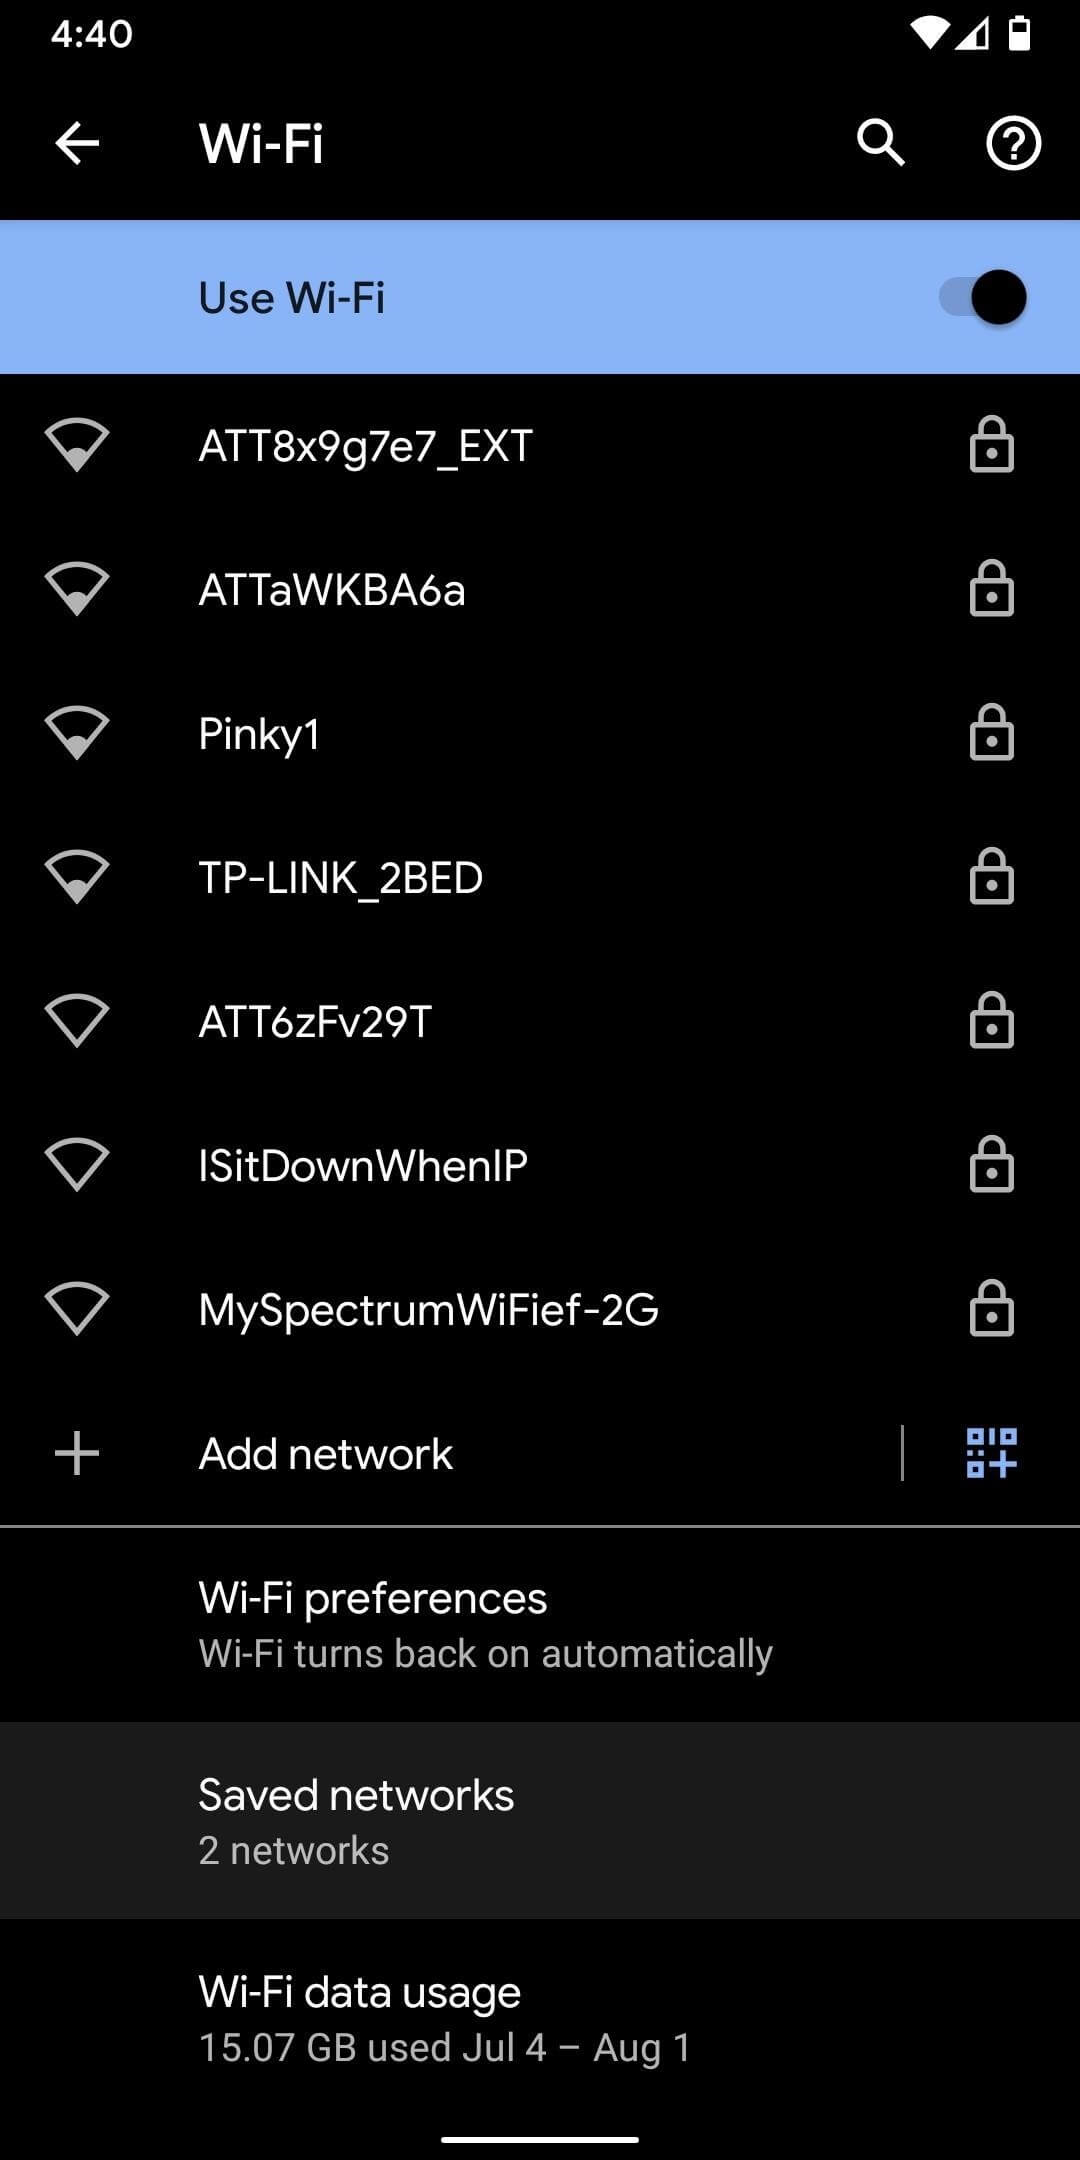 4:40
Wi-Fi
Use Wi-Fi
ATT8x9g7e7_EXT
ATTaWKBA6a
Pinky1
TP-LINK_2BED
ATT6zFv29T
ISitDownWhenIP
MySpectrumWiFief-2G
Add network
Wi-Fi preferences
Wi-Fi turns back on automatically
Saved networks
2 networks
Wi-Fi data usage
15.07 GB used Jul 4 – Aug 1